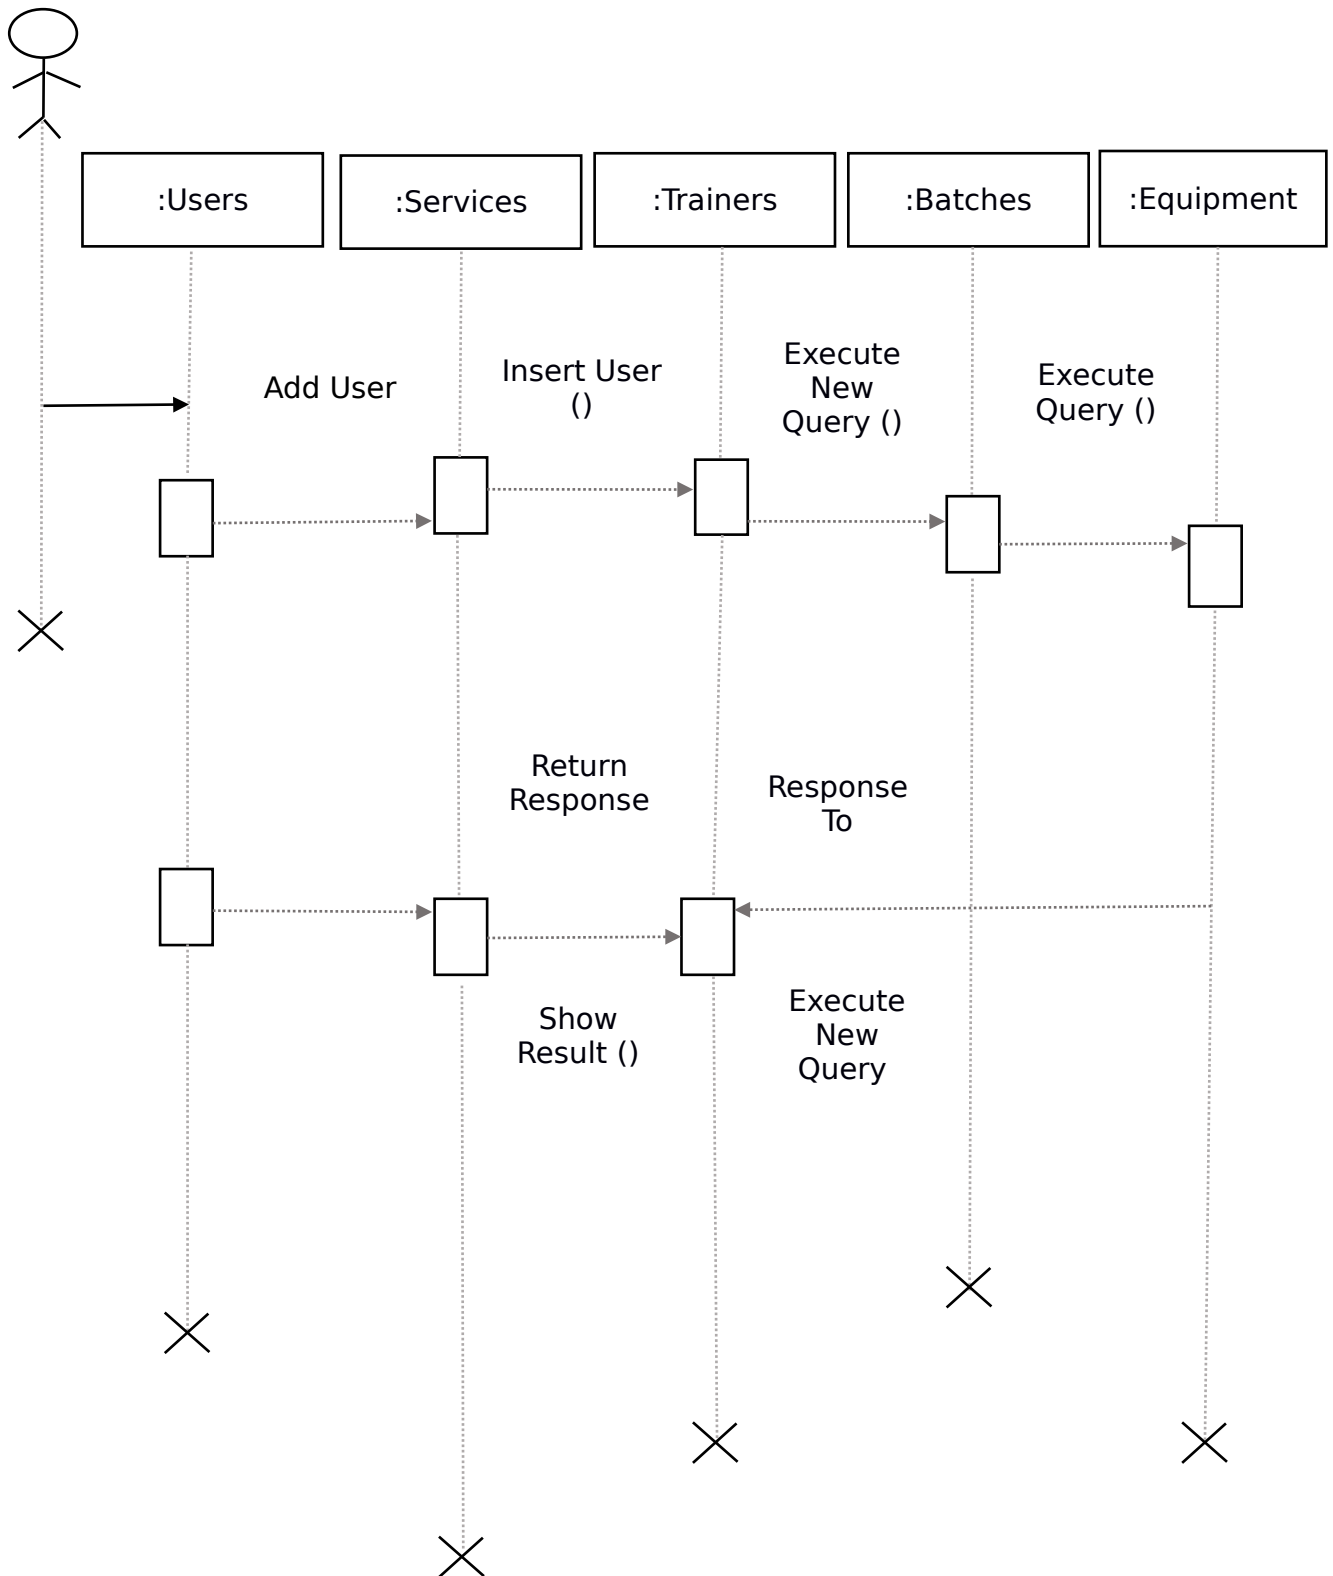 :Users
:Services
:Trainers
:Batches
:Equipment
Add User
Insert User
()
Execute
New
Query ()
Execute
Query ()
Return
Response
Response
To
Show
Result ()
Execute
New
Query